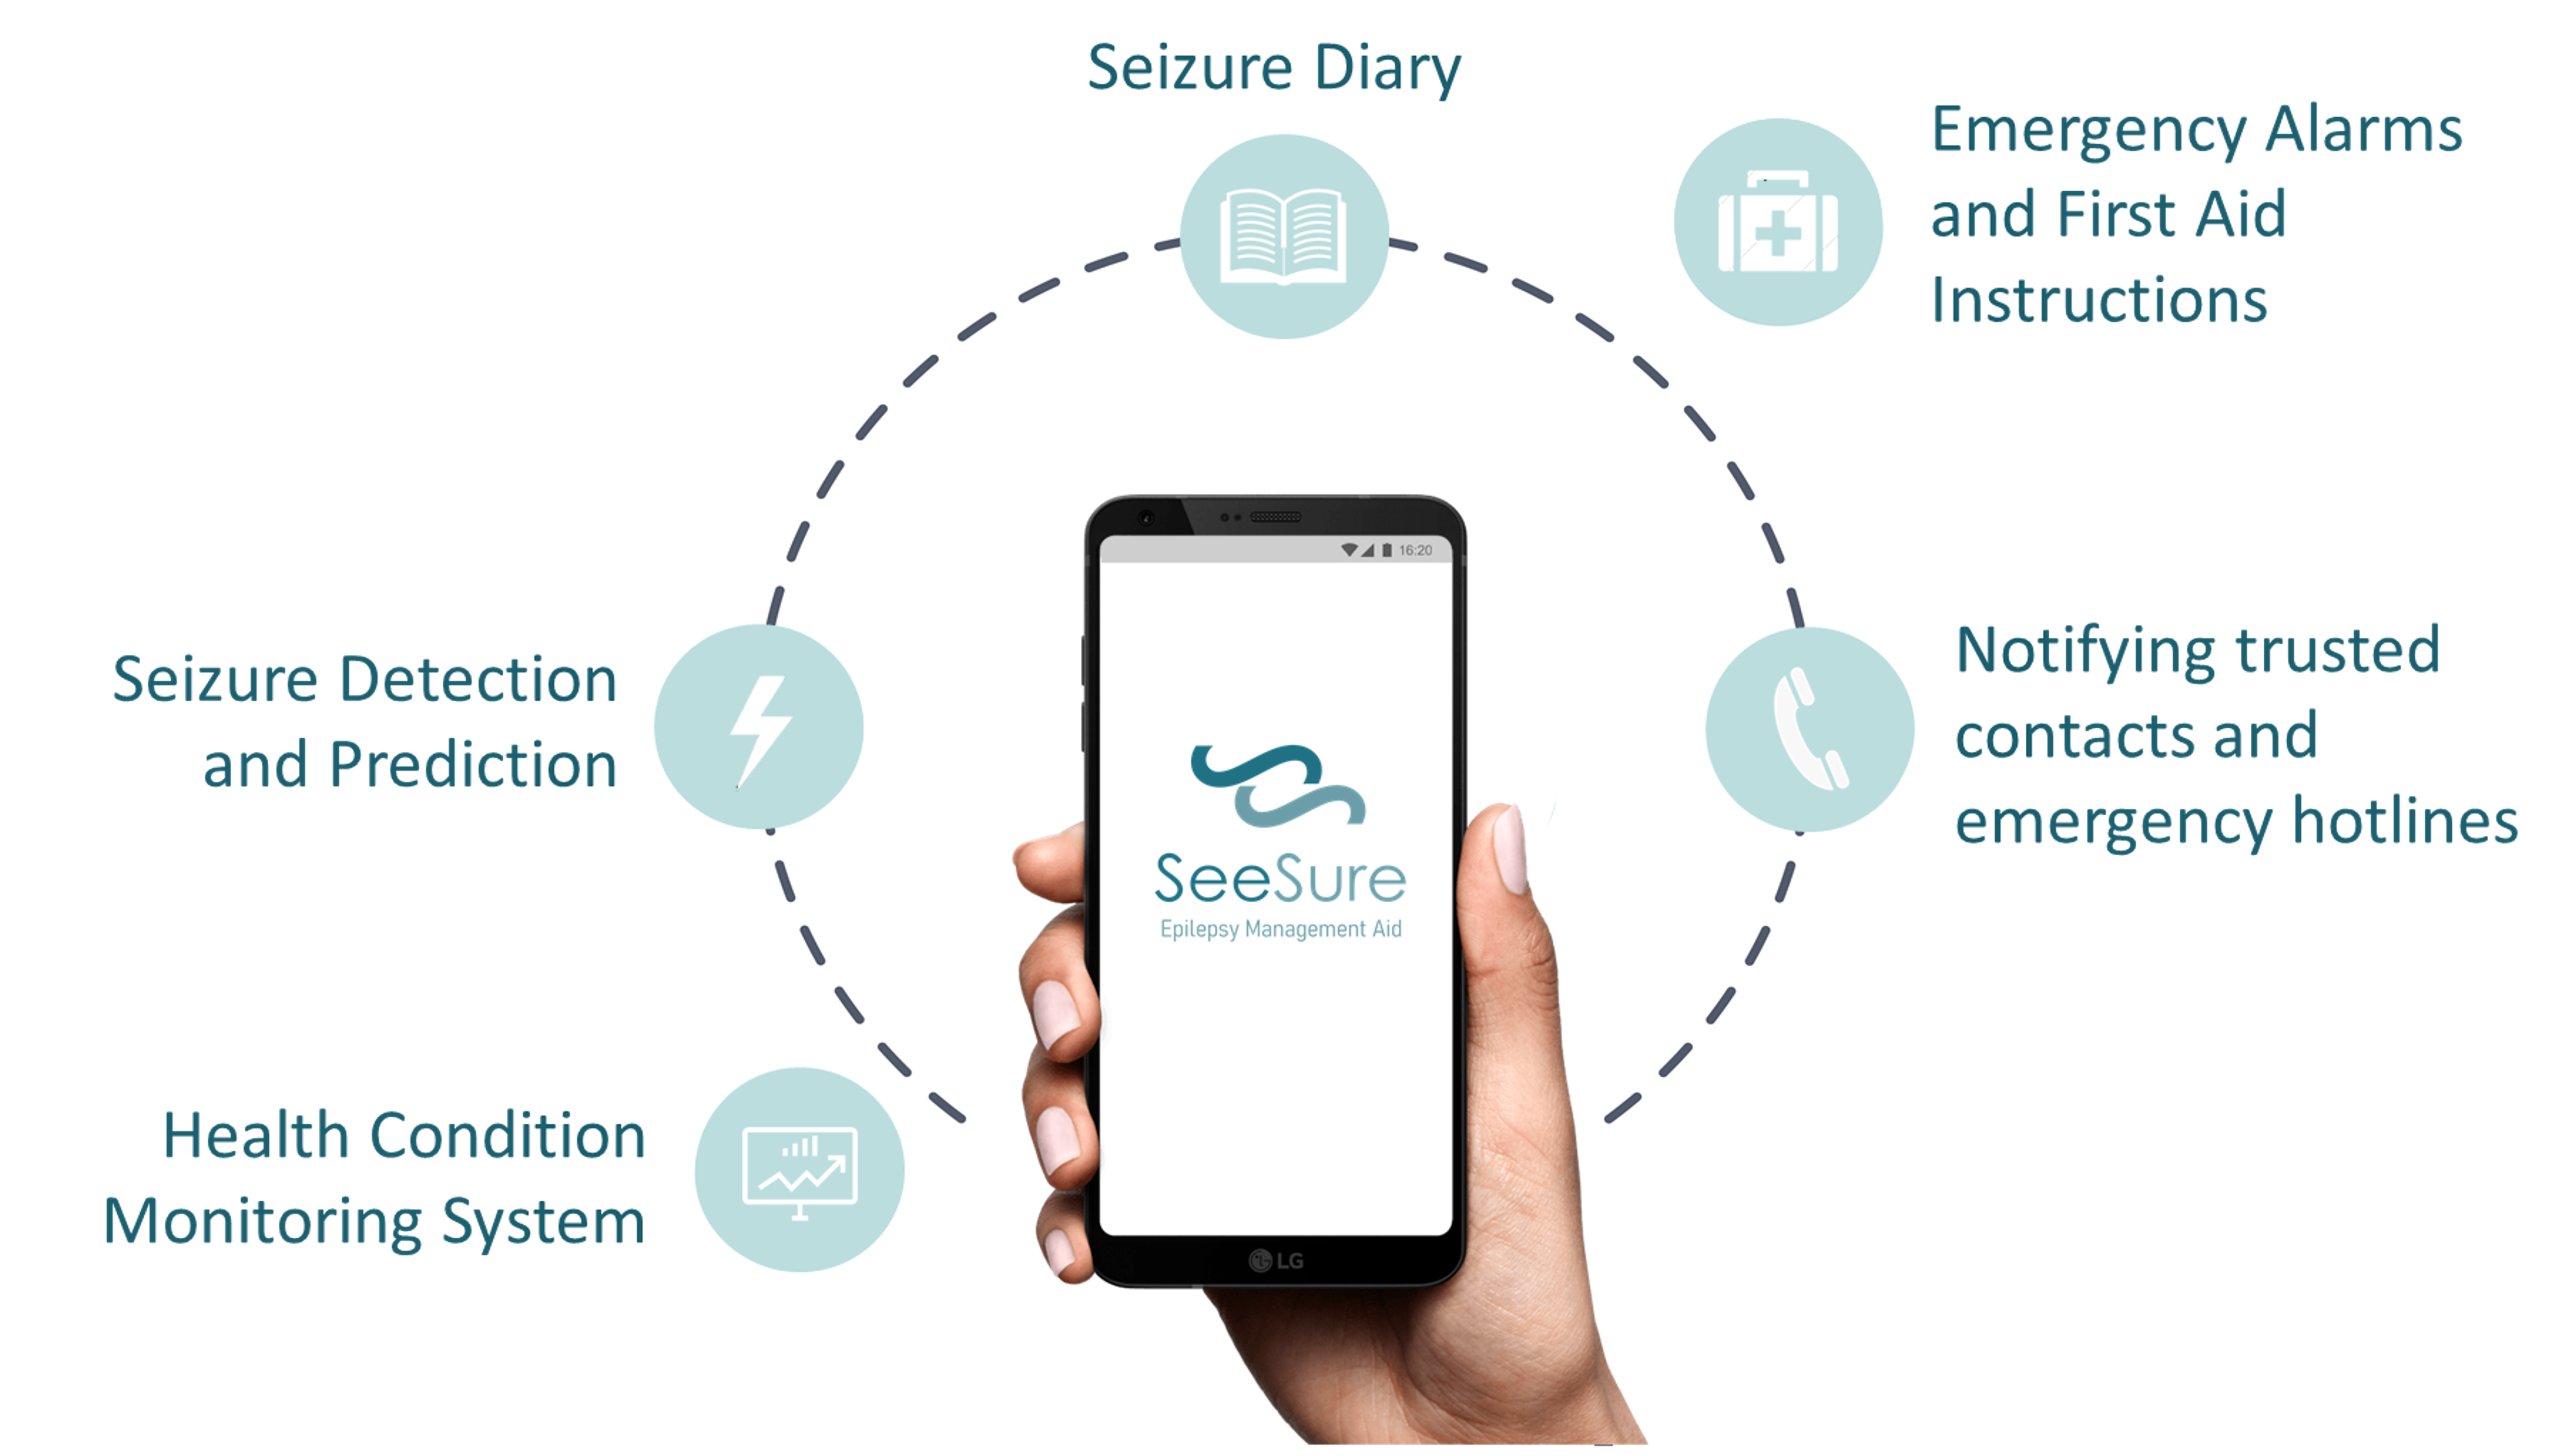 Seizure Diary
Emergency Alarms
and First Aid
Instructions
Seizure Detection
and Prediction
Notifying trusted
contacts and
emergency hotlines
Health Condition
Monitoring System
16:20
SeeSure
Epilepsy Management Aid
LG